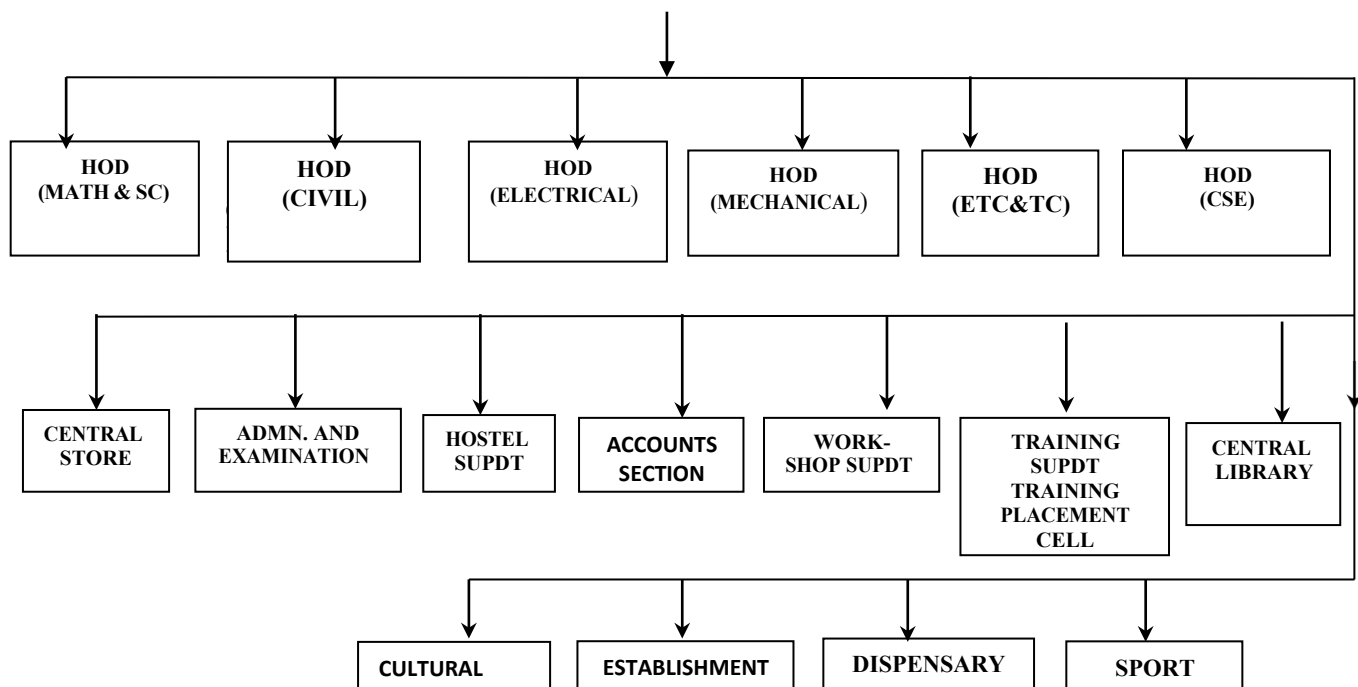 HOD
(MATH & SC)
HOD
(CIVIL)
HOD
(ELECTRICAL)
HOD
(MECHANICAL)
HOD
(ETC&TC)
HOD
(CSE)
CENTRAL
STORE
ADMN. AND
EXAMINATION
HOSTEL
SUPDT
ACCOUNTS
SECTION
WORK-
SHOP SUPDT
TRAINING
SUPDT
TRAINING
PLACEMENT
CELL
CENTRAL
LIBRARY
CULTURAL
ESTABLISHMENT
DISPENSARY
SPORT